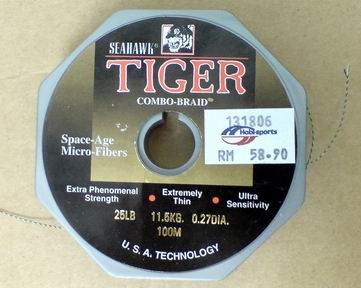 SEAHAWK
TIGER
COMBO-BRAID
131806
Hobi-sports
RM 58.90
Space-Age
Micro-Fibers
Extra Phenomenal
Strength
Extremely
Thin
Ultra
Sensitivity
25LB 11.5KG. 0.27DIA.
100M
U.S.A. TECHNOLOGY